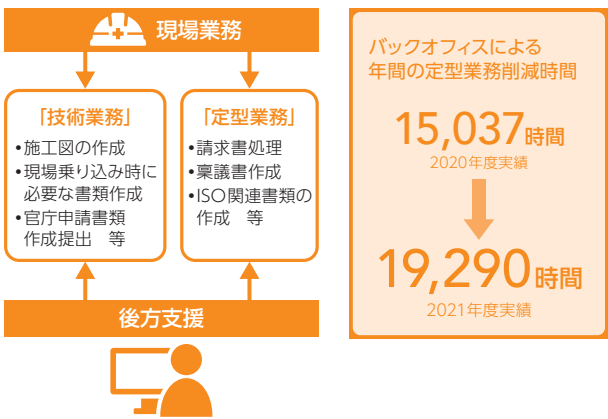 現場業務
「技術業務」
•施工図の作成
•現場乗り込み時に
必要な書類作成
•官庁申請書類
作成提出　等
「定型業務」
•請求書処理
•稟議書作成
•ISO関連書類の
作成　等
後方支援
バックオフィスによる
年間の定型業務削減時間
15,037時間
2020年度実績
19,290時間
2021年度実績